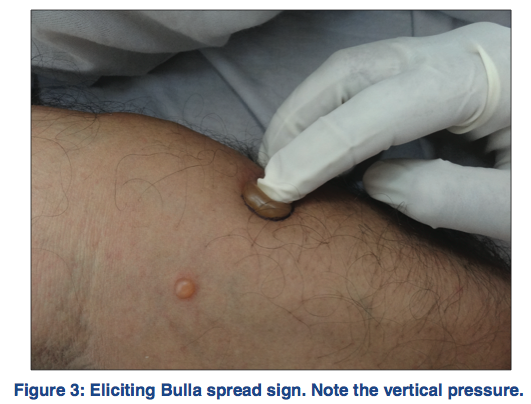 Figure 3: Eliciting Bulla spread sign. Note the vertical pressure.